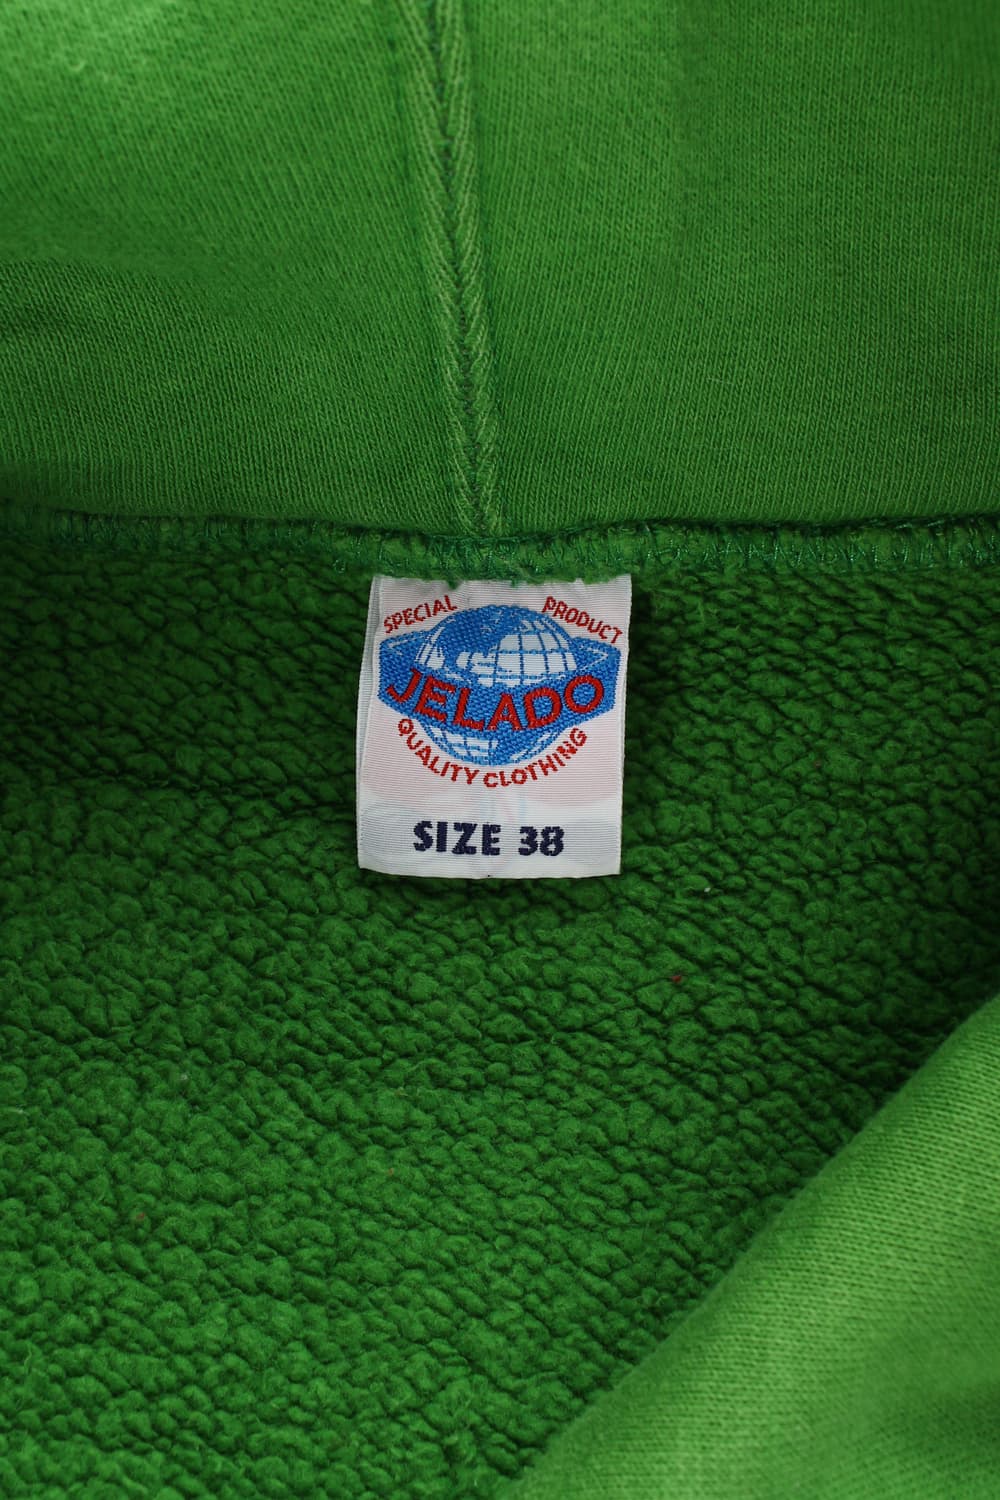 SPECIAL PRODUCT
JELADO
QUALITY CLOTHING
SIZE 38